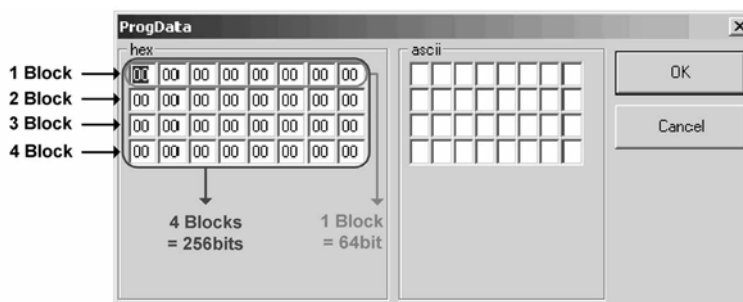 ProgData
hex
ascii
1 Block
00 00 00 00 00 00 00 00
2 Block
00 00 00 00 00 00 00 00
3 Block
00 00 00 00 00 00 00 00
4 Block
00 00 00 00 00 00 00 00
OK
Cancel
4 Blocks
= 256bits
1 Block
= 64bit